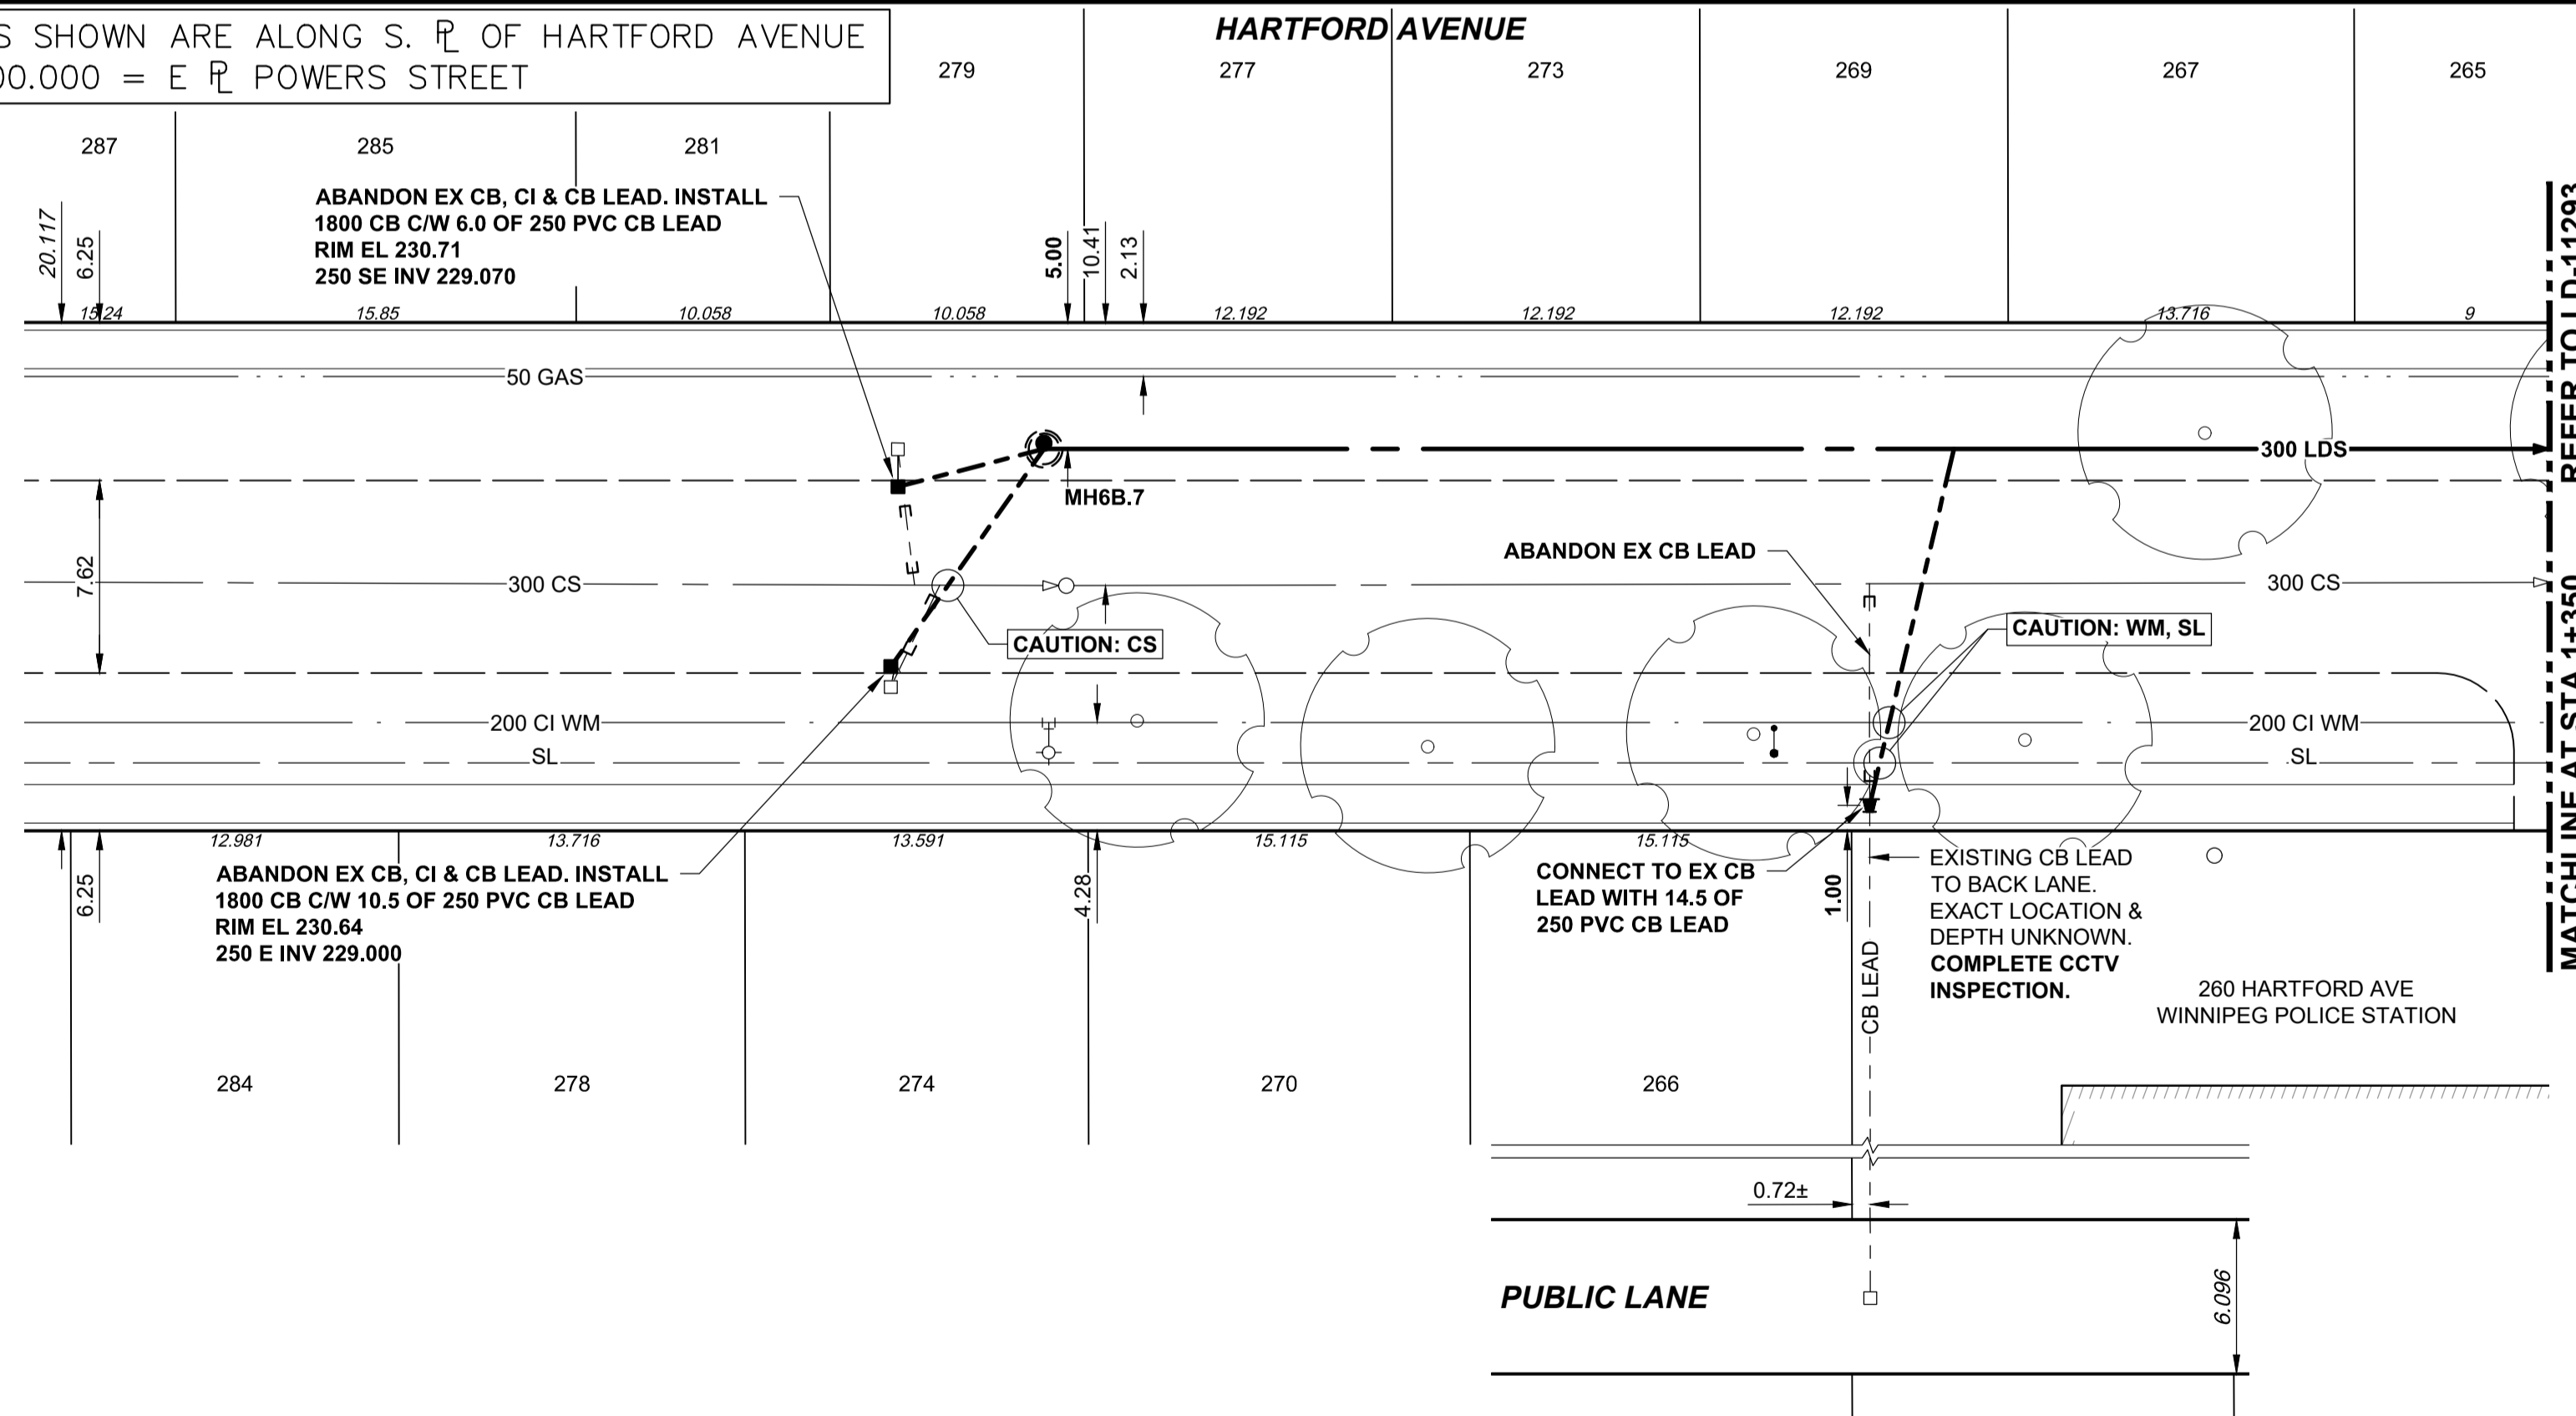 S SHOWN ARE ALONG S. ℙL OF HARTFORD AVENUE
00.000 = E ℙL POWERS STREET
HARTFORD AVENUE
279
277
273
269
267
265
287
285
281
ABANDON EX CB, CI & CB LEAD. INSTALL
1800 CB C/W 6.0 OF 250 PVC CB LEAD
RIM EL 230.71
250 SE INV 229.070
20.117
6.25
5.00
10.41
2.13
15.24
15.85
10.058
10.058
12.192
12.192
12.192
13.716
9
50 GAS
300 LDS
MH6B.7
7.62
300 CS
ABANDON EX CB LEAD
300 CS
CAUTION: CS
CAUTION: WM, SL
200 CI WM
SL
200 CI WM
SL
12.981
13.716
13.591
15.115
15.115
6.25
ABANDON EX CB, CI & CB LEAD. INSTALL
1800 CB C/W 10.5 OF 250 PVC CB LEAD
RIM EL 230.64
250 E INV 229.000
4.28
CONNECT TO EX CB
LEAD WITH 14.5 OF
250 PVC CB LEAD
1.00
CB LEAD
EXISTING CB LEAD
TO BACK LANE.
EXACT LOCATION &
DEPTH UNKNOWN.
COMPLETE CCTV
INSPECTION.
260 HARTFORD AVE
WINNIPEG POLICE STATION
284
278
274
270
266
0.72±
PUBLIC LANE
6.096
MATCHLINE AT STA 1+350 REFER TO LD-11293